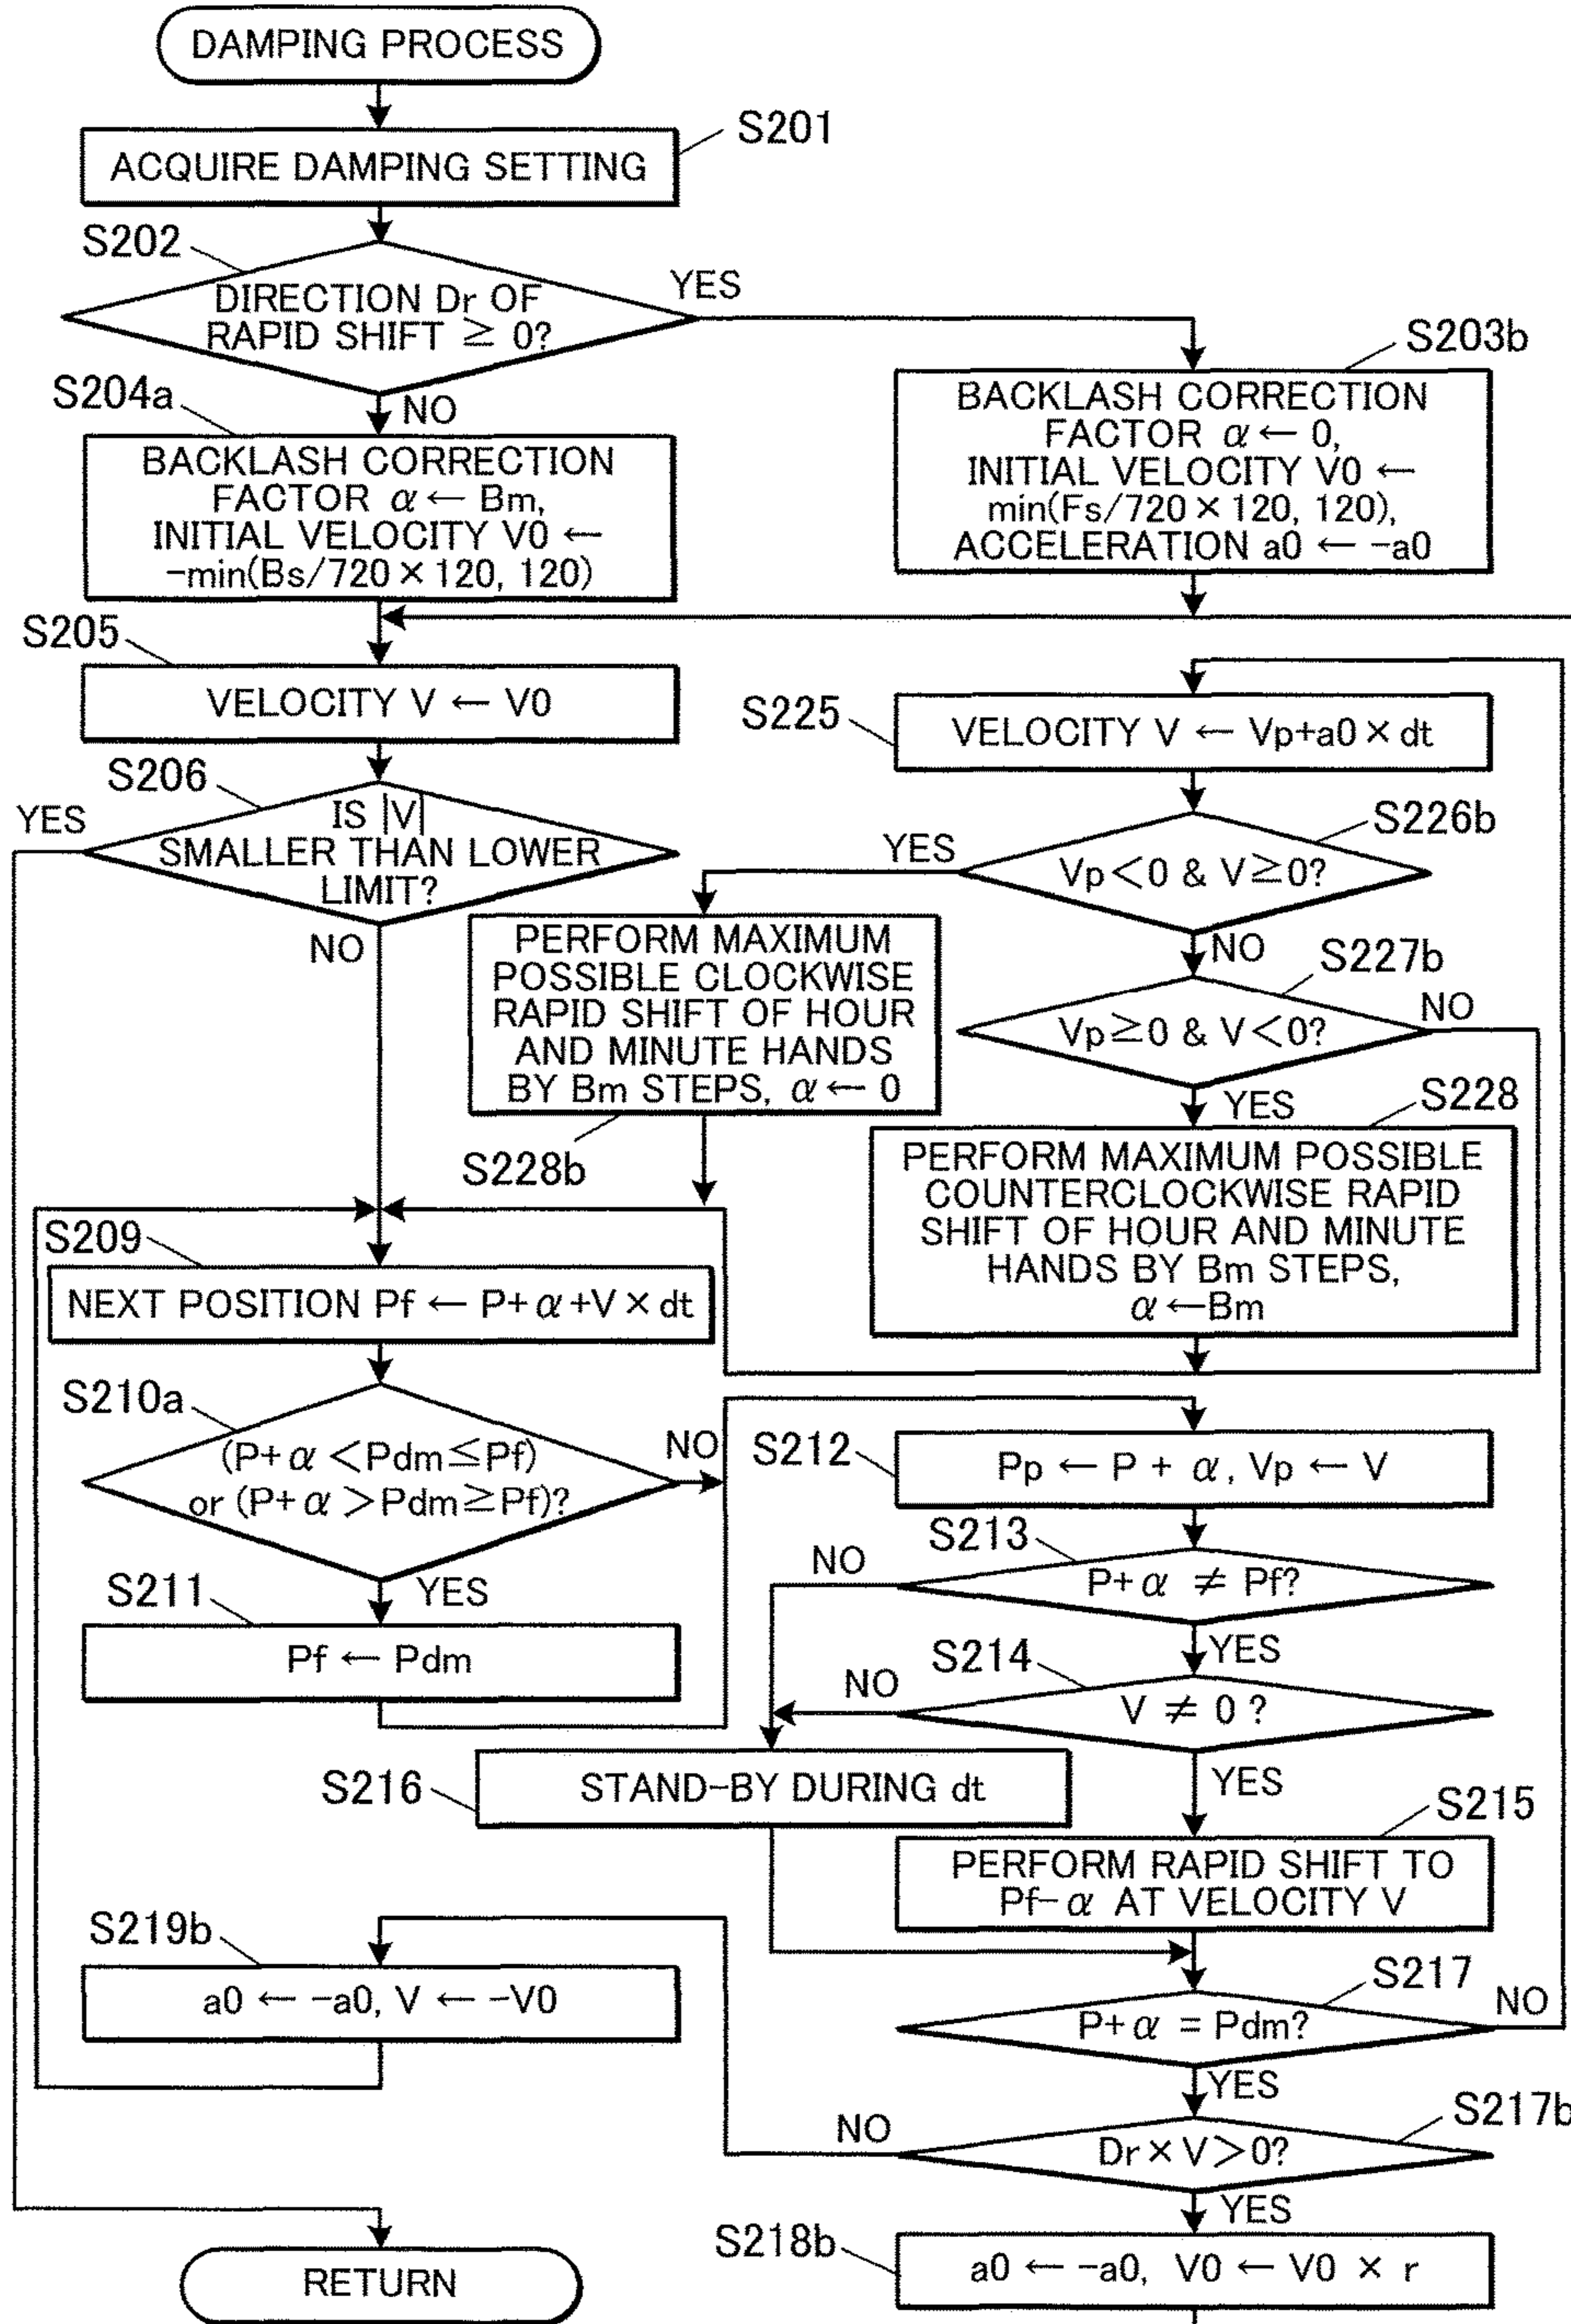 DAMPING PROCESS
S201
ACQUIRE DAMPING SETTING
S202
DIRECTION Dr OF
RAPID SHIFT ≥ 0?
YES
NO
S203b
BACKLASH CORRECTION
FACTOR α ← 0,
INITIAL VELOCITY V0 ←
min(Fs/720 × 120, 120),
ACCELERATION a0 ← -a0
S204a
BACKLASH CORRECTION
FACTOR α ← Bm,
INITIAL VELOCITY V0 ←
-min(Bs/720 × 120, 120)
S205
VELOCITY V ← V0
S225
VELOCITY V ← Vp+a0 × dt
S206
YES
IS |V|
SMALLER THAN LOWER
LIMIT?
NO
S226b
YES
Vp<0 & V≧0?
NO
S227b
Vp≧0 & V<0?
NO
YES
PERFORM MAXIMUM
POSSIBLE CLOCKWISE
RAPID SHIFT OF HOUR
AND MINUTE HANDS
BY Bm STEPS, α ← 0
S228b
S228
PERFORM MAXIMUM POSSIBLE
COUNTERCLOCKWISE RAPID
SHIFT OF HOUR AND MINUTE
HANDS BY Bm STEPS,
α ←Bm
S209
NEXT POSITION Pf ← P+α+V × dt
S210a
(P+α <Pdm≦Pf)
or (P+α >Pdm≧Pf)?
NO
YES
S211
Pf ← Pdm
S212
Pp ← P + α, Vp ← V
S213
NO
P+α ≠ Pf?
YES
S214
NO
V ≠ 0 ?
YES
S216
STAND-BY DURING dt
S215
PERFORM RAPID SHIFT TO
Pf-α AT VELOCITY V
S219b
a0 ← -a0, V ← -V0
S217
P+α = Pdm?
NO
YES
S217b
NO
Dr × V>0?
YES
S218b
a0 ← -a0, V0 ← V0 × r
RETURN